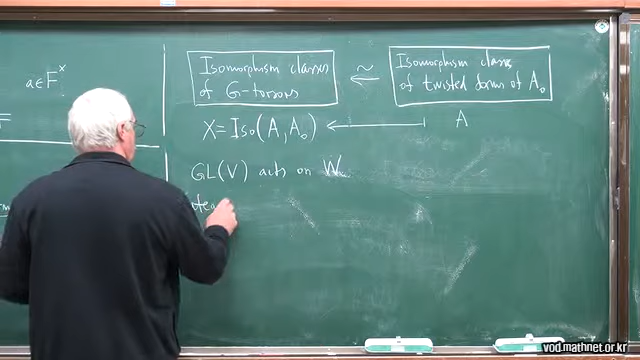 a ∈ F^×
Isomorphism classes
of G-torsors
~
←
Isomorphism classes
of twisted forms of A₀
X = Iso(A, A₀) ⟵ A
GL(V) acts on W
vod.mathnet.or.kr